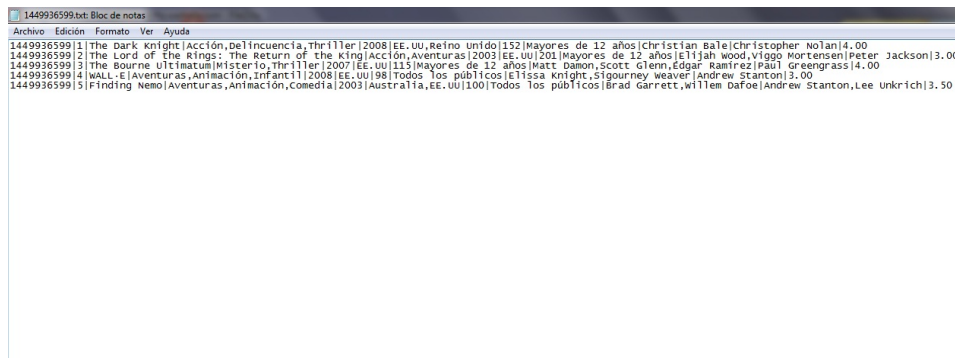 1449936599.txt: Bloc de notas
Archivo Edición Formato Ver Ayuda
1449936599|1|The Dark Knight|Acción,Delincuencia,Thriller|2008|EE.UU,Reino Unido|152|Mayores de 12 años|Christian Bale|Christopher Nolan|4.00
1449936599|2|The Lord of the Rings: The Return of the King|Acción,Aventuras|2003|EE.UU|201|Mayores de 12 años|Elijah Wood,Viggo Mortensen|Peter Jackson|3.00
1449936599|3|The Bourne Ultimatum|Misterio,Thriller|2007|EE.UU|115|Mayores de 12 años|Matt Damon,Scott Glenn,Édgar Ramírez|Paul Greengrass|4.00
1449936599|4|WALL·E|Aventuras,Animación,Infantil|2008|EE.UU|98|Todos los públicos|Elissa Knight,Sigourney Weaver|Andrew Stanton|3.00
1449936599|5|Finding Nemo|Aventuras,Animación,Comedia|2003|Australia,EE.UU|100|Todos los públicos|Brad Garrett,Willem Dafoe|Andrew Stanton,Lee Unkrich|3.50